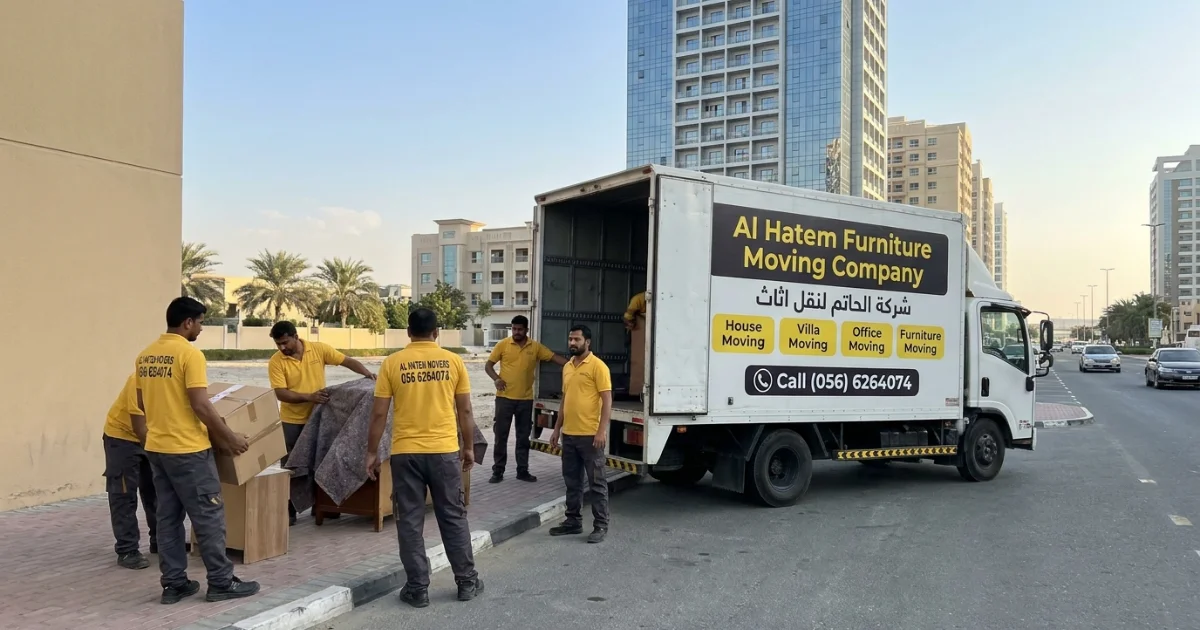 Al Hatem Furniture
Moving Company
شركة الحاتم لنقل اثاث
House
Moving
Villa
Moving
Office
Moving
Furniture
Moving
Call (056) 6264074
AL HATEM MOVERS
056 6264074